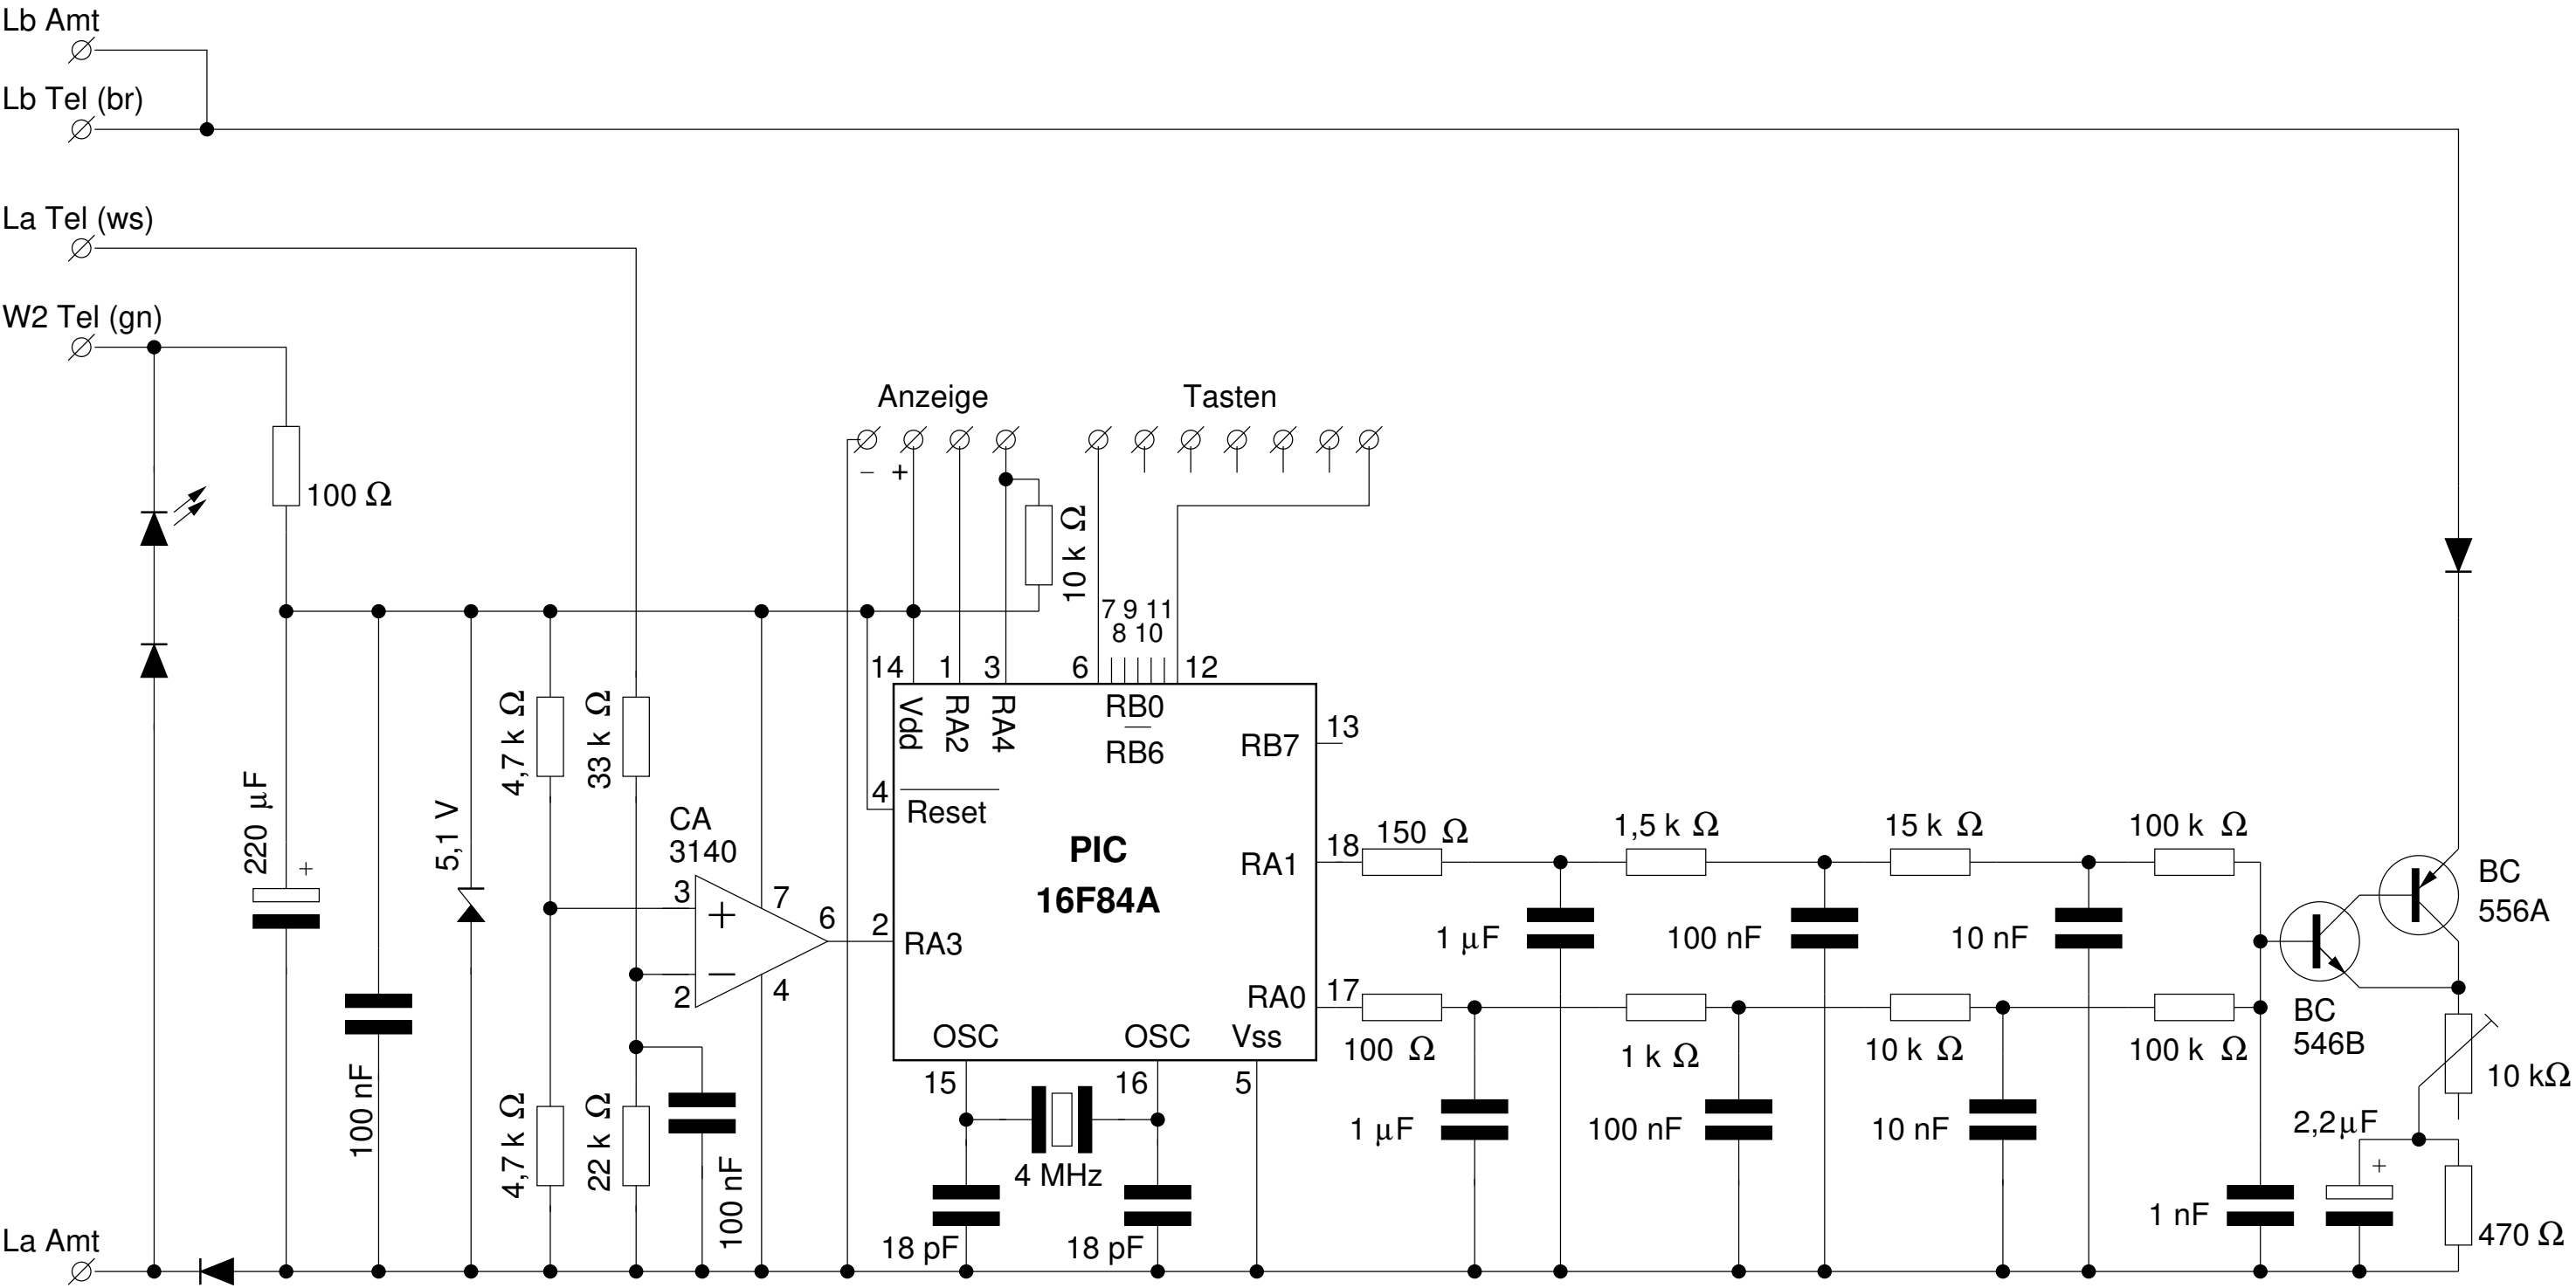 Lb Amt
Lb Tel (br)
La Tel (ws)
W2 Tel (gn)
Anzeige
Tasten
− +
100 Ω
10 k Ω
7 9 11
8 10
14
1
3
6
12
Vdd
RA2
RA4
RB0
RB6
RB7
13
4,7 k Ω
33 k Ω
4
Reset
220 µF
+
5,1 V
CA
3140
PIC
16F84A
RA1
18
150 Ω
1,5 k Ω
15 k Ω
100 k Ω
BC
556A
3
+
7
6
2
RA3
1 µF
100 nF
10 nF
−
2
4
RA0
17
OSC
OSC
Vss
100 Ω
1 k Ω
10 k Ω
100 k Ω
BC
546B
10 kΩ
100 nF
4,7 k Ω
22 k Ω
100 nF
15
16
5
4 MHz
1 µF
100 nF
10 nF
2,2µF
+
18 pF
18 pF
1 nF
470 Ω
La Amt